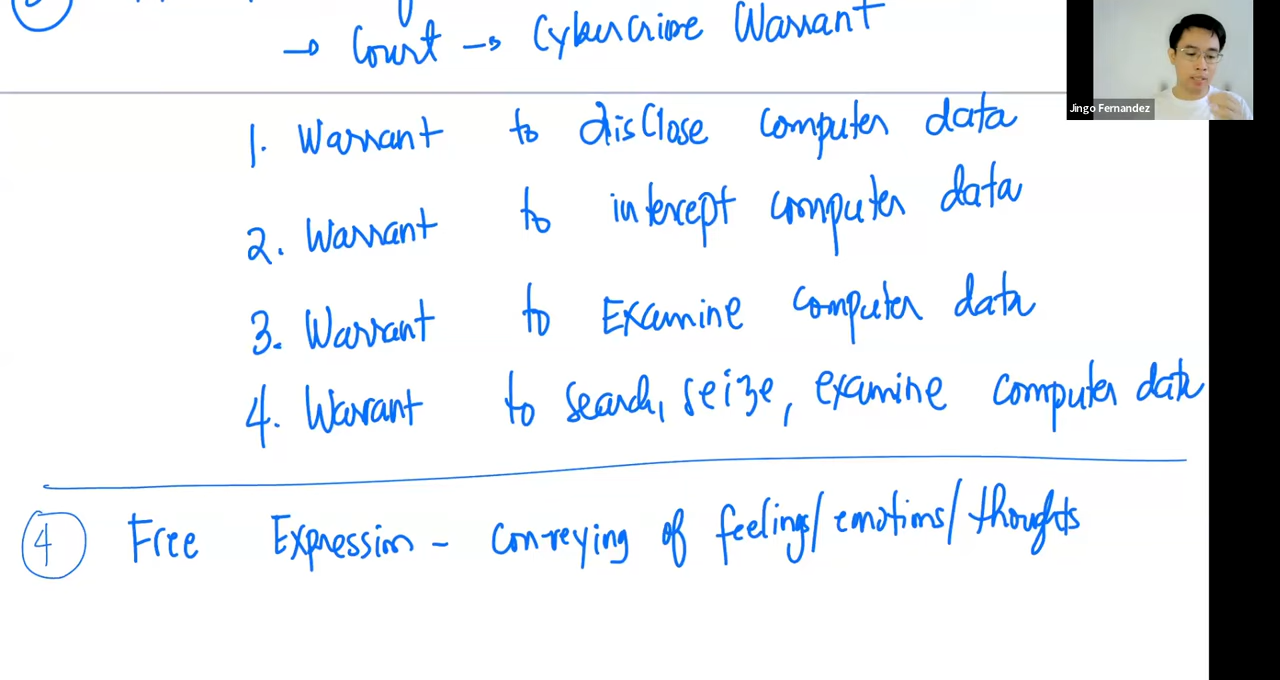 → Court → Cybercrime Warrant
Jingo Fernandez
1. Warrant to disclose computer data
2. Warrant to intercept computer data
3. Warrant to Examine computer data
4. Warrant to search, seize, examine computer data
4 Free Expression - conveying of feelings/emotions/thoughts